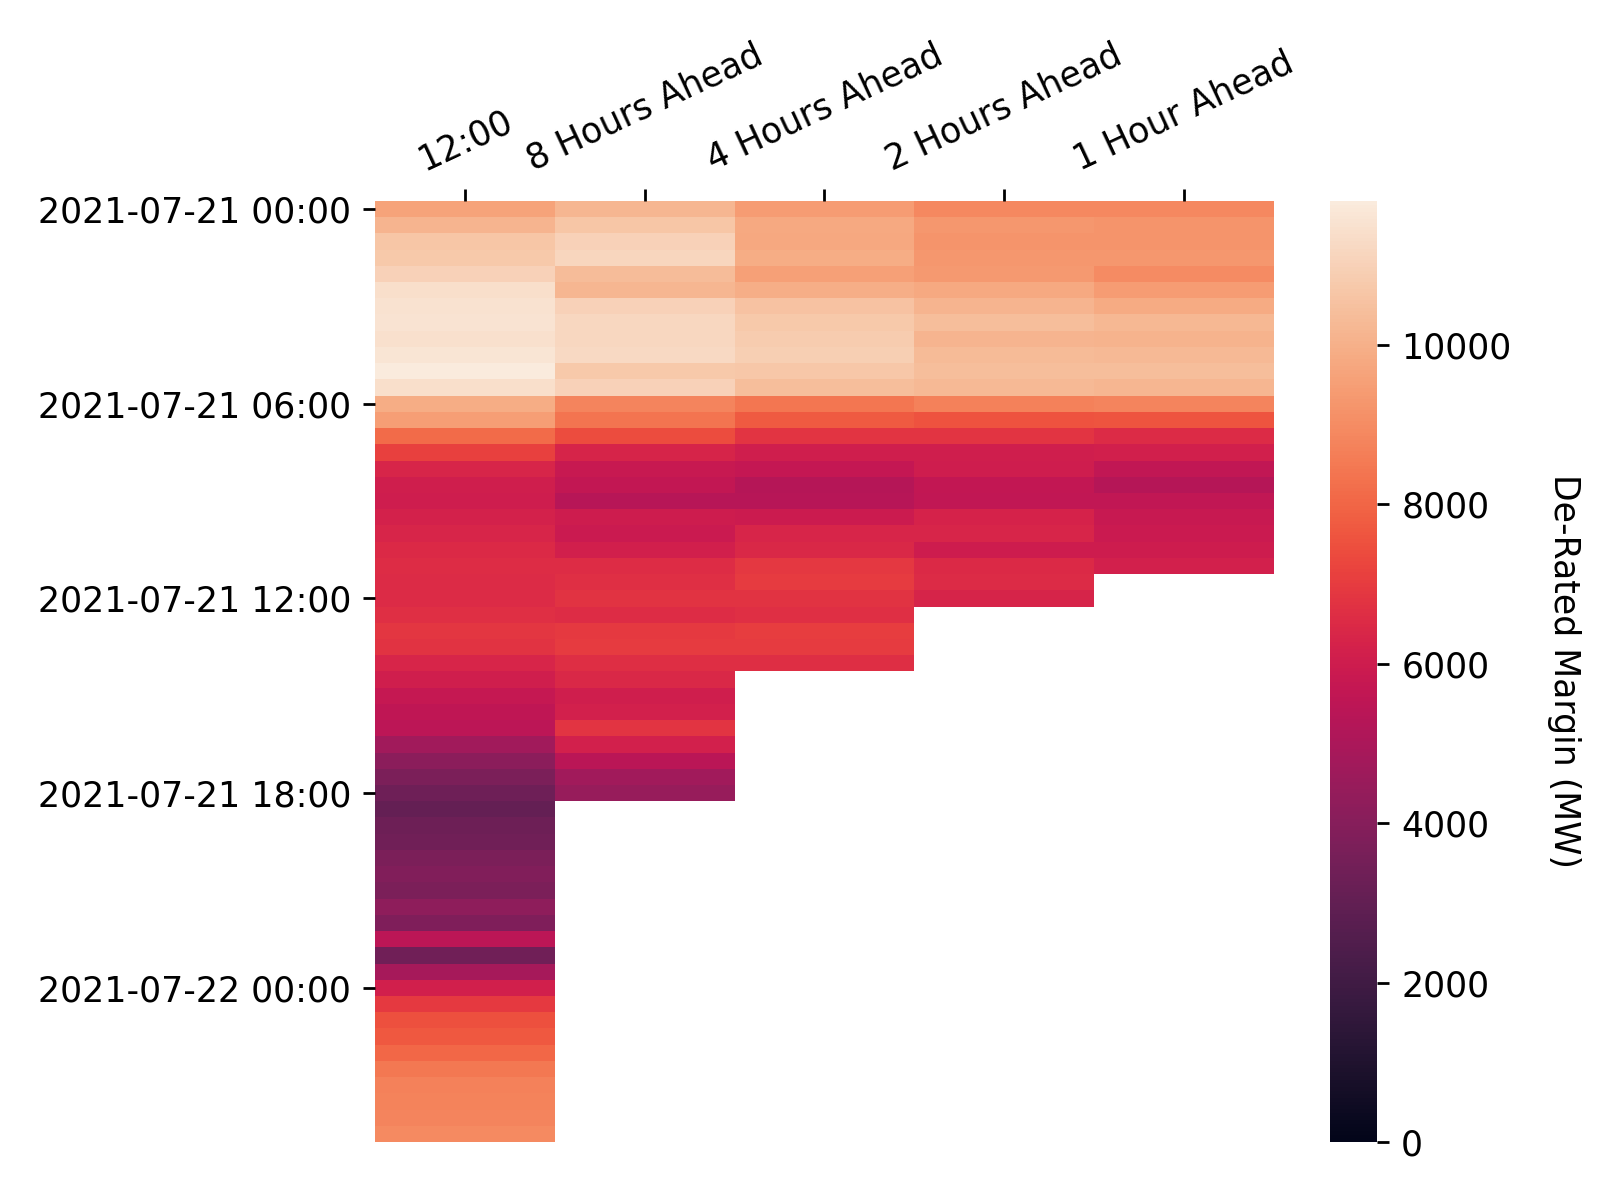 12:00
8 Hours Ahead
4 Hours Ahead
2 Hours Ahead
1 Hour Ahead
2021-07-21 00:00
2021-07-21 06:00
2021-07-21 12:00
2021-07-21 18:00
2021-07-22 00:00
10000
8000
6000
4000
2000
0
De-Rated Margin (MW)